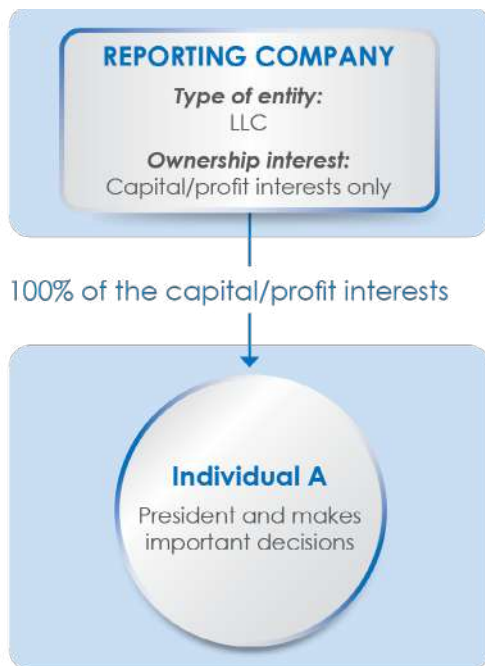 REPORTING COMPANY
Type of entity:
LLC
Ownership interest:
Capital/profit interests only
100% of the capital/profit interests
Individual A
President and makes
important decisions